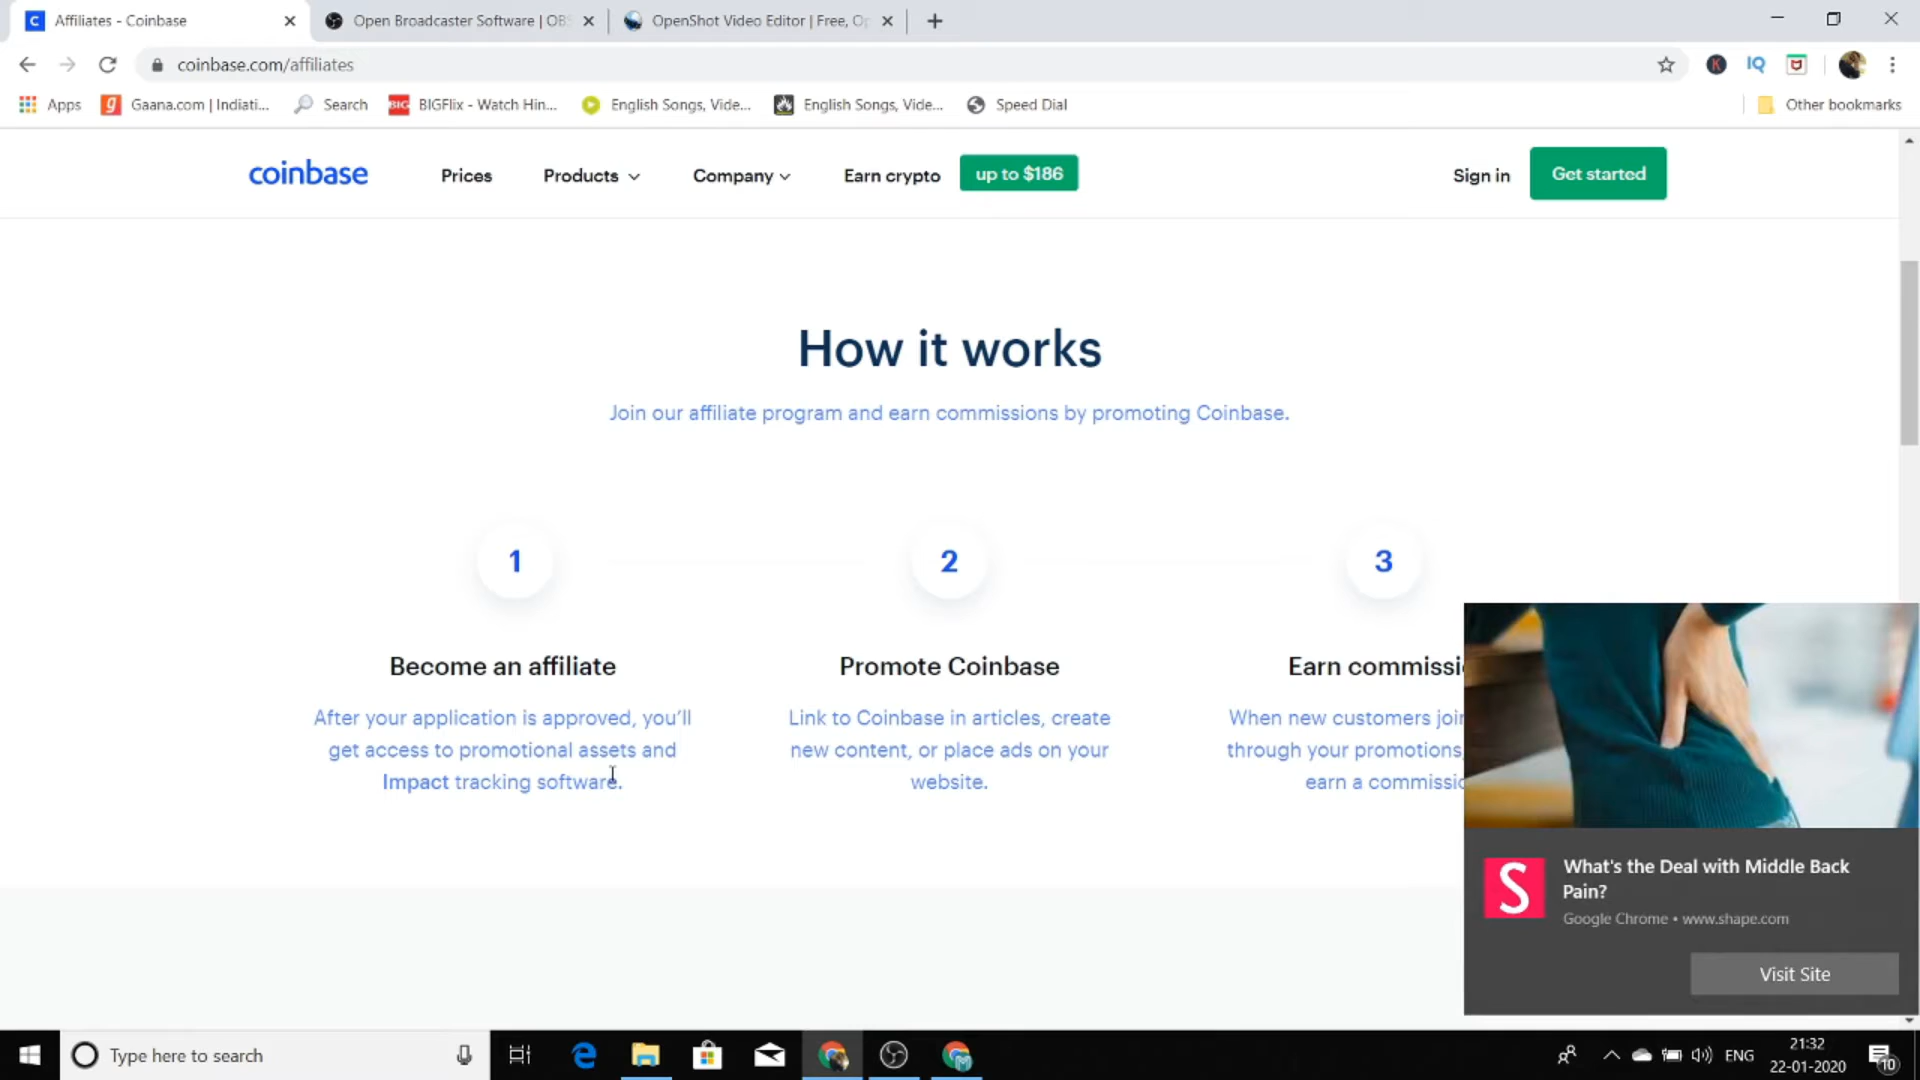 Affiliates - Coinbase
Open Broadcaster Software | OBS
OpenShot Video Editor | Free, Op
coinbase.com/affiliates
K
IQ
Apps
Gaana.com | Indiati...
Search
BIG
BIGFlix - Watch Hin...
English Songs, Vide...
English Songs, Vide...
Speed Dial
Other bookmarks
coinbase
Prices
Products
Company
Earn crypto
up to $186
Sign in
Get started
How it works
Join our affiliate program and earn commissions by promoting Coinbase.
1
2
3
Become an affiliate
After your application is approved, you'll
get access to promotional assets and
Impact tracking software.
Promote Coinbase
Link to Coinbase in articles, create
new content, or place ads on your
website.
Earn commissi
When new customers joi
through your promotions,
earn a commissi
S
What's the Deal with Middle Back
Pain?
Google Chrome • www.shape.com
Visit Site
Type here to search
ENG
21:32
22-01-2020
10